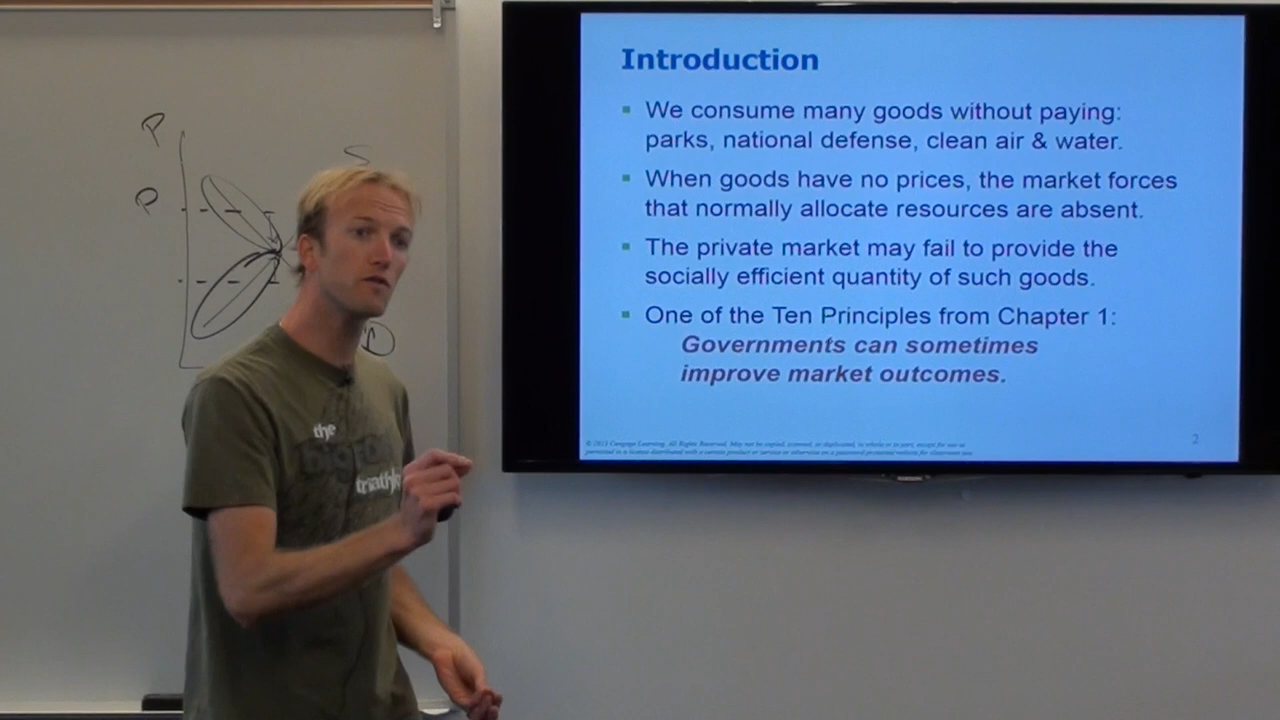 P
P
S
D
Introduction
We consume many goods without paying:
parks, national defense, clean air & water.
When goods have no prices, the market forces
that normally allocate resources are absent.
The private market may fail to provide the
socially efficient quantity of such goods.
One of the Ten Principles from Chapter 1:
Governments can sometimes
improve market outcomes.
2
the